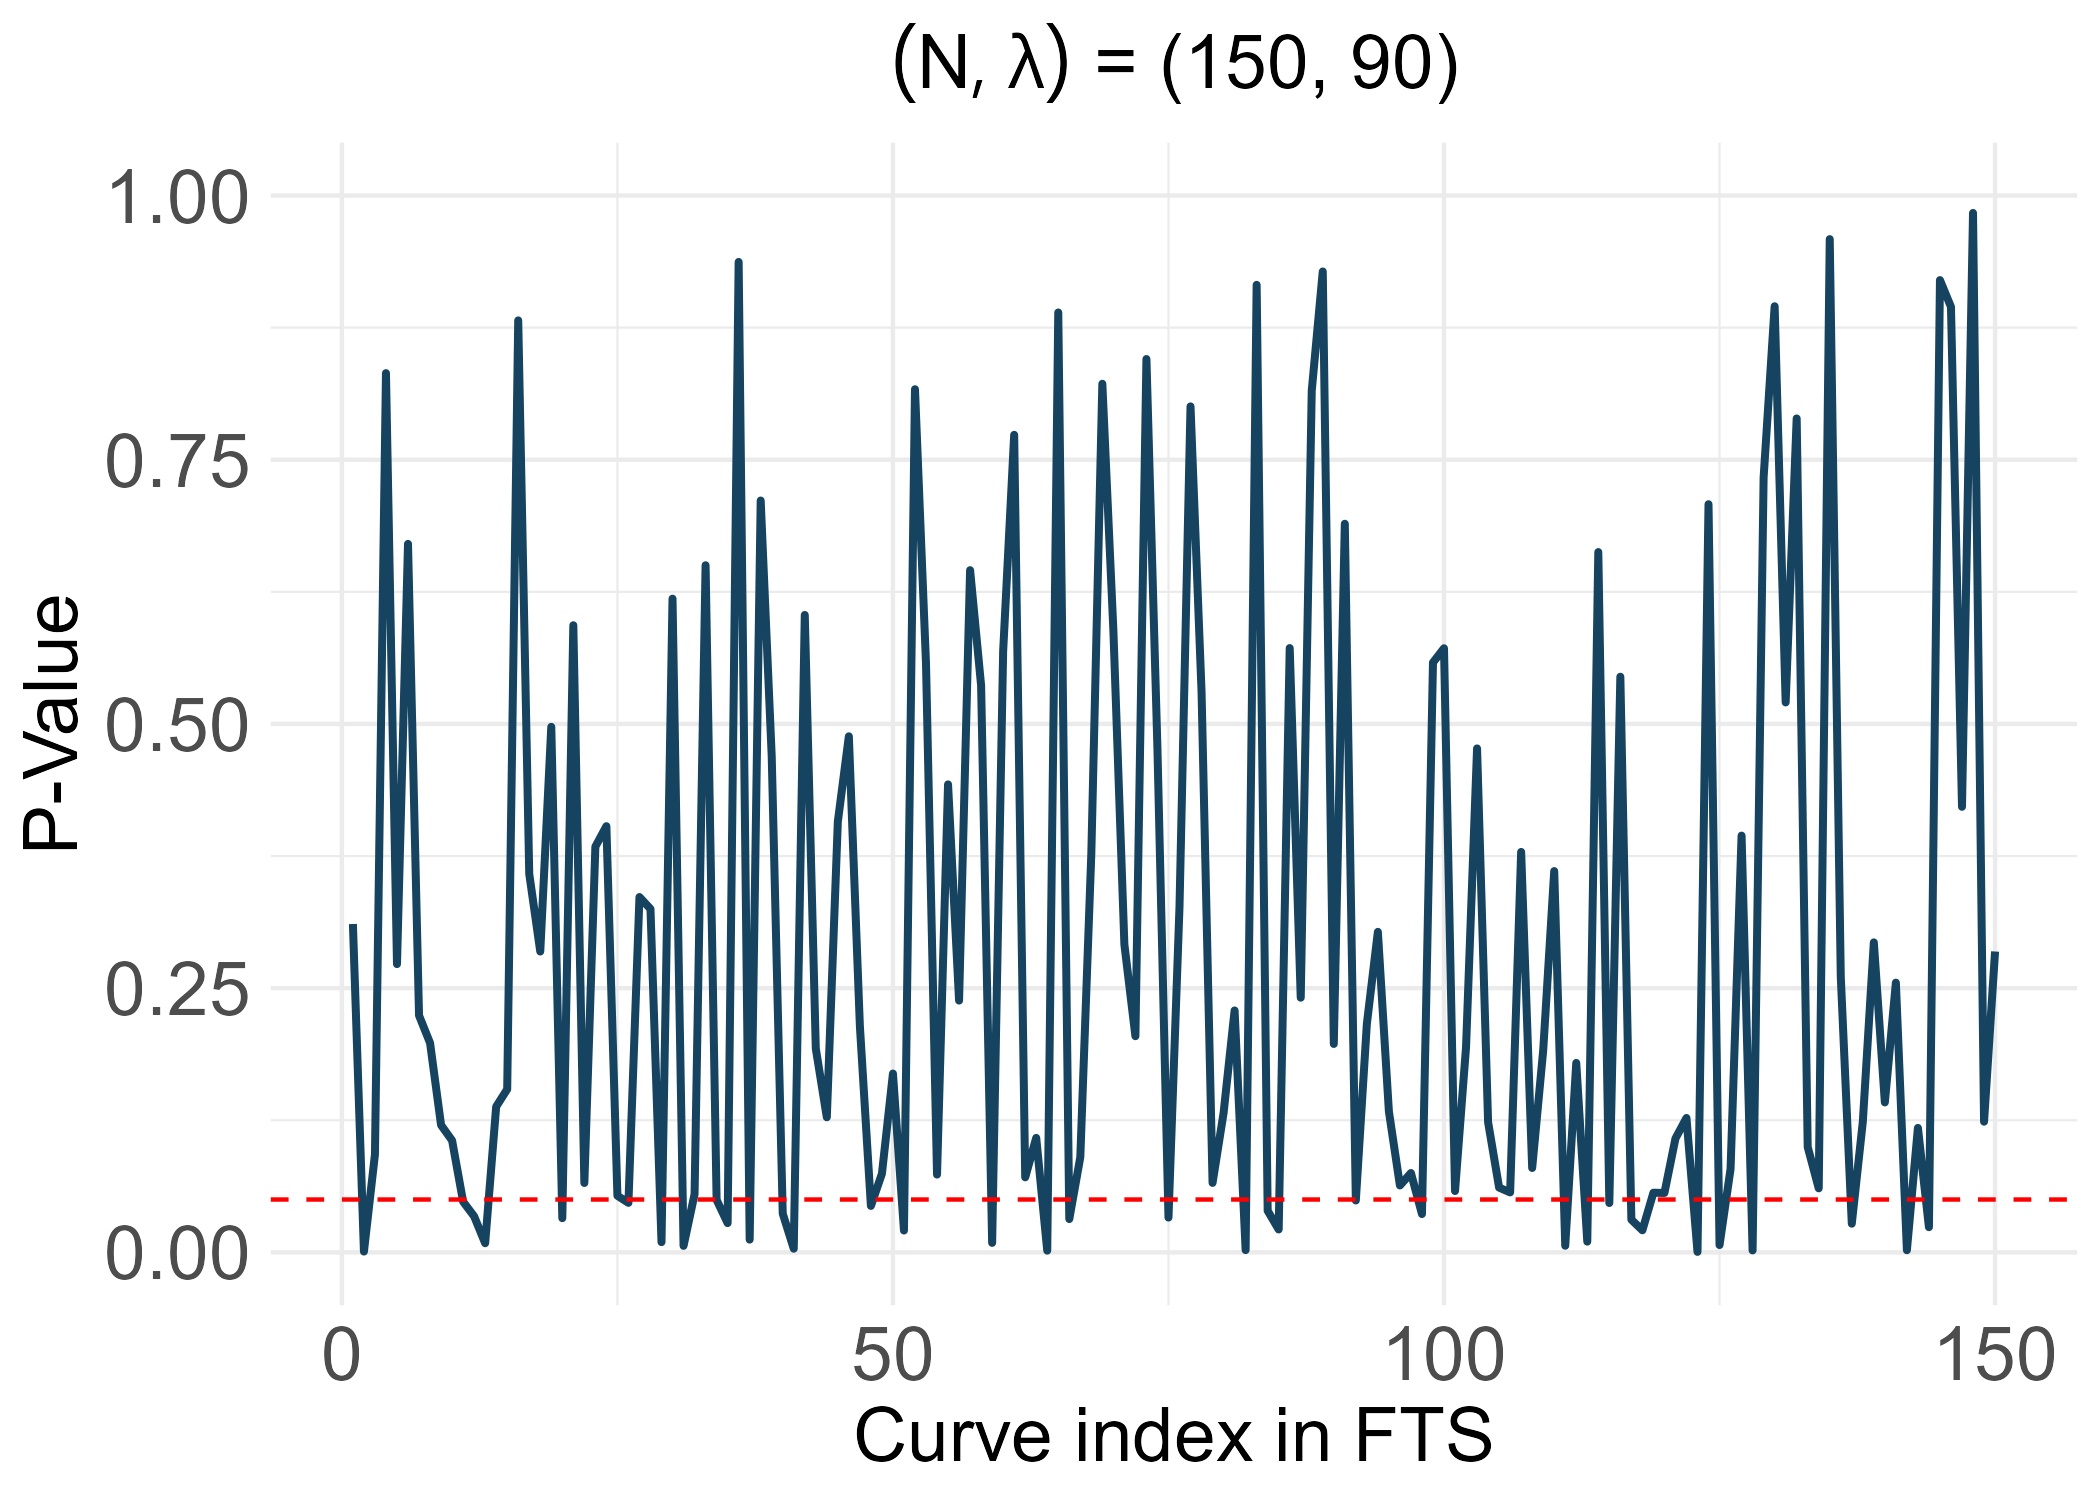 (N, λ) = (150, 90)
1.00
0.75
0.50
0.25
0.00
P-Value
0 50 100 150
Curve index in FTS